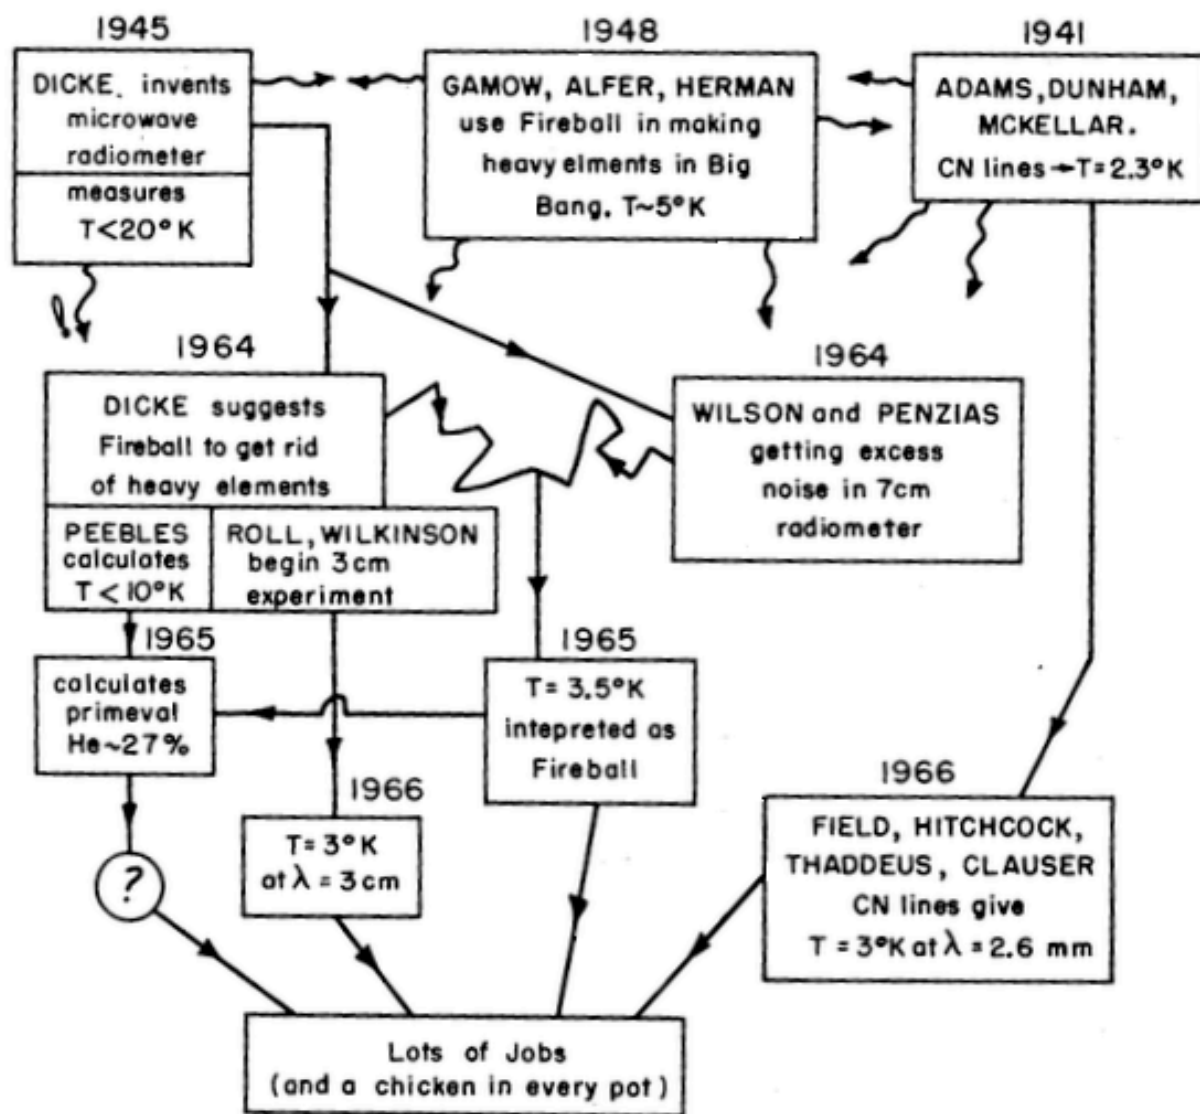 1945
DICKE. invents
microwave
radiometer
measures
T<20°K
1948
GAMOW, ALFER, HERMAN
use Fireball in making
heavy elments in Big
Bang. T~5°K
1941
ADAMS, DUNHAM,
MCKELLAR.
CN lines→T=2.3°K
1964
DICKE suggests
Fireball to get rid
of heavy elements
PEEBLES
calculates
T<10°K
ROLL, WILKINSON
begin 3cm
experiment
1964
WILSON and PENZIAS
getting excess
noise in 7cm
radiometer
1965
calculates
primeval
He~27%
1965
T= 3.5°K
intepreted as
Fireball
1966
T=3°K
at λ = 3cm
1966
FIELD, HITCHCOCK,
THADDEUS, CLAUSER
CN lines give
T = 3°K at λ = 2.6 mm
?
Lots of Jobs
(and a chicken in every pot)